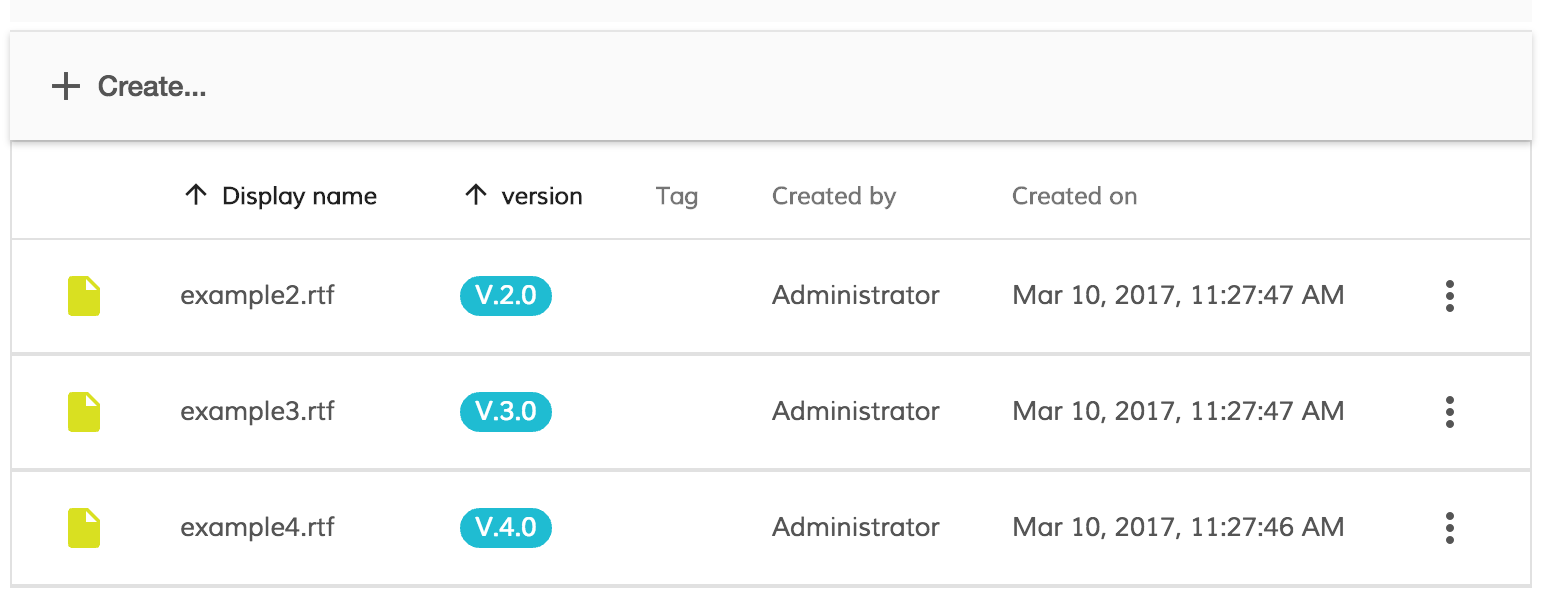 Create...
Display name version Tag Created by Created on
example2.rtf V.2.0 Administrator Mar 10, 2017, 11:27:47 AM
example3.rtf V.3.0 Administrator Mar 10, 2017, 11:27:47 AM
example4.rtf V.4.0 Administrator Mar 10, 2017, 11:27:46 AM